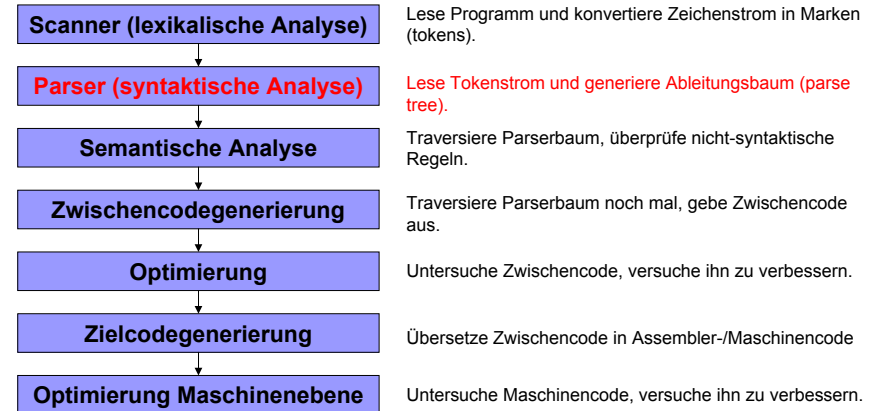 Scanner (lexikalische Analyse)
Lese Programm und konvertiere Zeichenstrom in Marken
(tokens).
Parser (syntaktische Analyse)
Lese Tokenstrom und generiere Ableitungsbaum (parse
tree).
Semantische Analyse
Traversiere Parserbaum, überprüfe nicht-syntaktische
Regeln.
Zwischencodegenerierung
Traversiere Parserbaum noch mal, gebe Zwischencode
aus.
Optimierung
Untersuche Zwischencode, versuche ihn zu verbessern.
Zielcodegenerierung
Übersetze Zwischencode in Assembler-/Maschinencode
Optimierung Maschinenebene
Untersuche Maschinencode, versuche ihn zu verbessern.